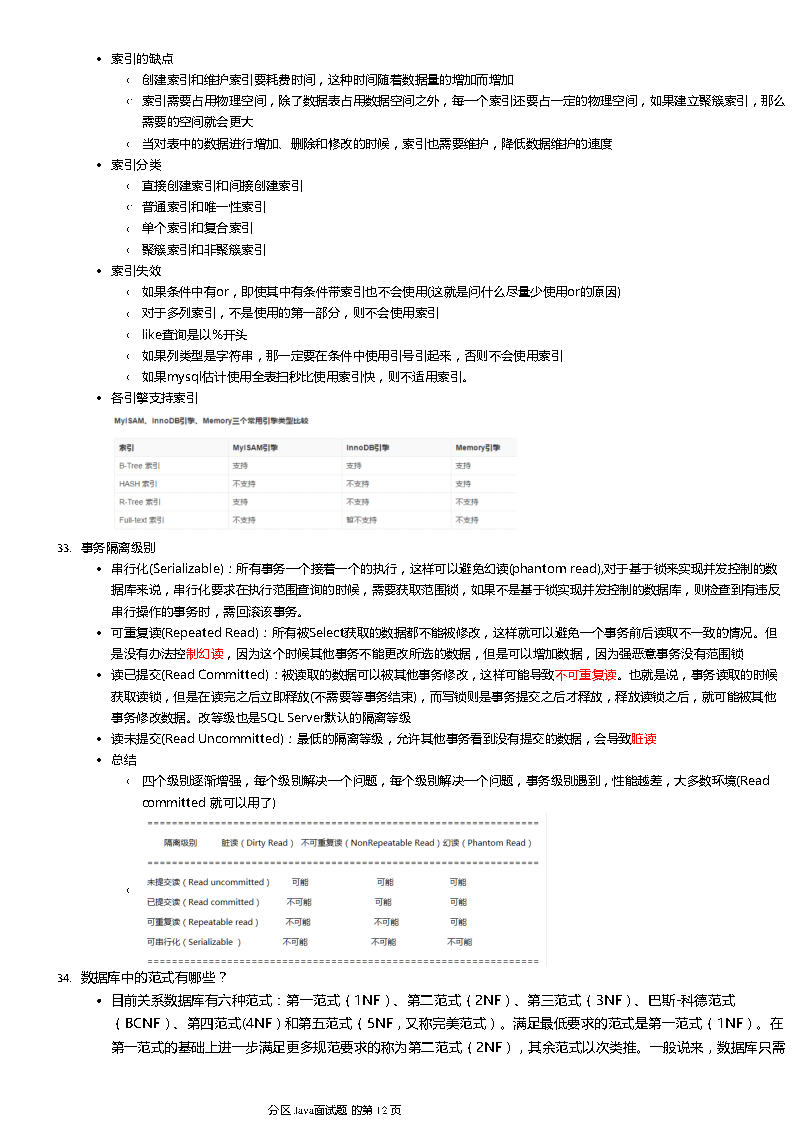 • 索引的缺点
创建索引和维护索引要耗费时间，这种时间随着数据量的增加而增加
索引需要占用物理空间，除了数据表占用数据空间之外，每一个索引还要占一定的物理空间，如果建立聚簇索引，那么
需要的空间就会更大
当对表中的数据进行增加、删除和修改的时候，索引也需要维护，降低数据维护的速度
• 索引分类
直接创建索引和间接创建索引
普通索引和唯一性索引
单个索引和复合索引
聚簇索引和非聚簇索引
• 索引失效
如果条件中有or，即使其中有条件带索引也不会使用(这就是问什么尽量少使用or的原因)
对于多列索引，不是使用的第一部分，则不会使用索引
like查询是以%开头
如果列类型是字符串，那一定要在条件中使用引号引起来，否则不会使用索引
如果mysql估计使用全表扫秒比使用索引快，则不适用索引。
• 各引擎支持索引
MyISAM、InnoDB引擎、Memory三个常用引擎类型比较
索引 MyISAM引擎 InnoDB引擎 Memory引擎
B-Tree 索引 支持 支持 支持
HASH 索引 不支持 不支持 支持
R-Tree 索引 支持 不支持 不支持
Full-text 索引 不支持 暂不支持 不支持
33. 事务隔离级别
• 串行化(Serializable)：所有事务一个接着一个的执行，这样可以避免幻读(phantom read),对于基于锁来实现并发控制的数
据库来说，串行化要求在执行范围查询的时候，需要获取范围锁，如果不是基于锁实现并发控制的数据库，则检查到有违反
串行操作的事务时，需回滚该事务。
• 可重复读(Repeated Read)：所有被Select获取的数据都不能被修改，这样就可以避免一个事务前后读取不一致的情况。但
是没有办法控制幻读，因为这个时候其他事务不能更改所选的数据，但是可以增加数据，因为强恶意事务没有范围锁
• 读已提交(Read Committed)：被读取的数据可以被其他事务修改，这样可能导致不可重复读。也就是说，事务读取的时候
获取读锁，但是在读完之后立即释放(不需要等事务结束)，而写锁则是事务提交之后才释放，释放读锁之后，就可能被其他
事务修改数据。改等级也是SQL Server默认的隔离等级
• 读未提交(Read Uncommitted)：最低的隔离等级，允许其他事务看到没有提交的数据，会导致脏读
• 总结
四个级别逐渐增强，每个级别解决一个问题，每个级别解决一个问题，事务级别遇到，性能越差，大多数环境(Read
committed 就可以用了)
================================================
隔离级别 脏读（Dirty Read） 不可重复读（NonRepeatable Read）幻读（Phantom Read）
================================================
未提交读（Read uncommitted） 可能 可能 可能
已提交读（Read committed） 不可能 可能 可能
可重复读（Repeatable read） 不可能 不可能 可能
可串行化（Serializable ） 不可能 不可能 不可能
================================================
34. 数据库中的范式有哪些？
• 目前关系数据库有六种范式：第一范式（1NF）、第二范式（2NF）、第三范式（3NF）、巴斯-科德范式
（BCNF）、第四范式(4NF）和第五范式（5NF，又称完美范式）。满足最低要求的范式是第一范式（1NF）。在
第一范式的基础上进一步满足更多规范要求的称为第二范式（2NF），其余范式以次类推。一般说来，数据库只需
分区 Java面试题 的第 12 页